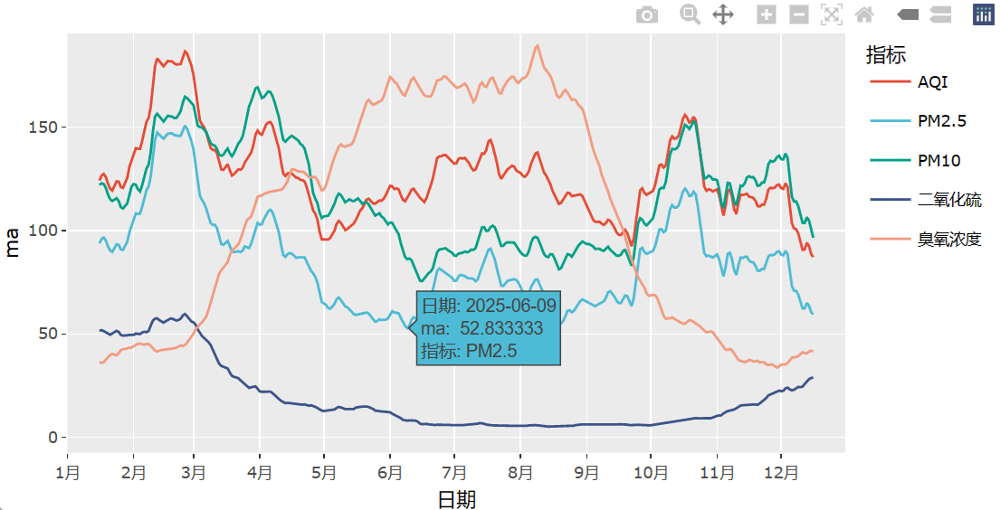 指标
AQI
PM2.5
PM10
二氧化硫
臭氧浓度
ma
150
100
50
0
日期: 2025-06-09
ma:  52.833333
指标: PM2.5
1月 2月 3月 4月 5月 6月 7月 8月 9月 10月 11月 12月
日期